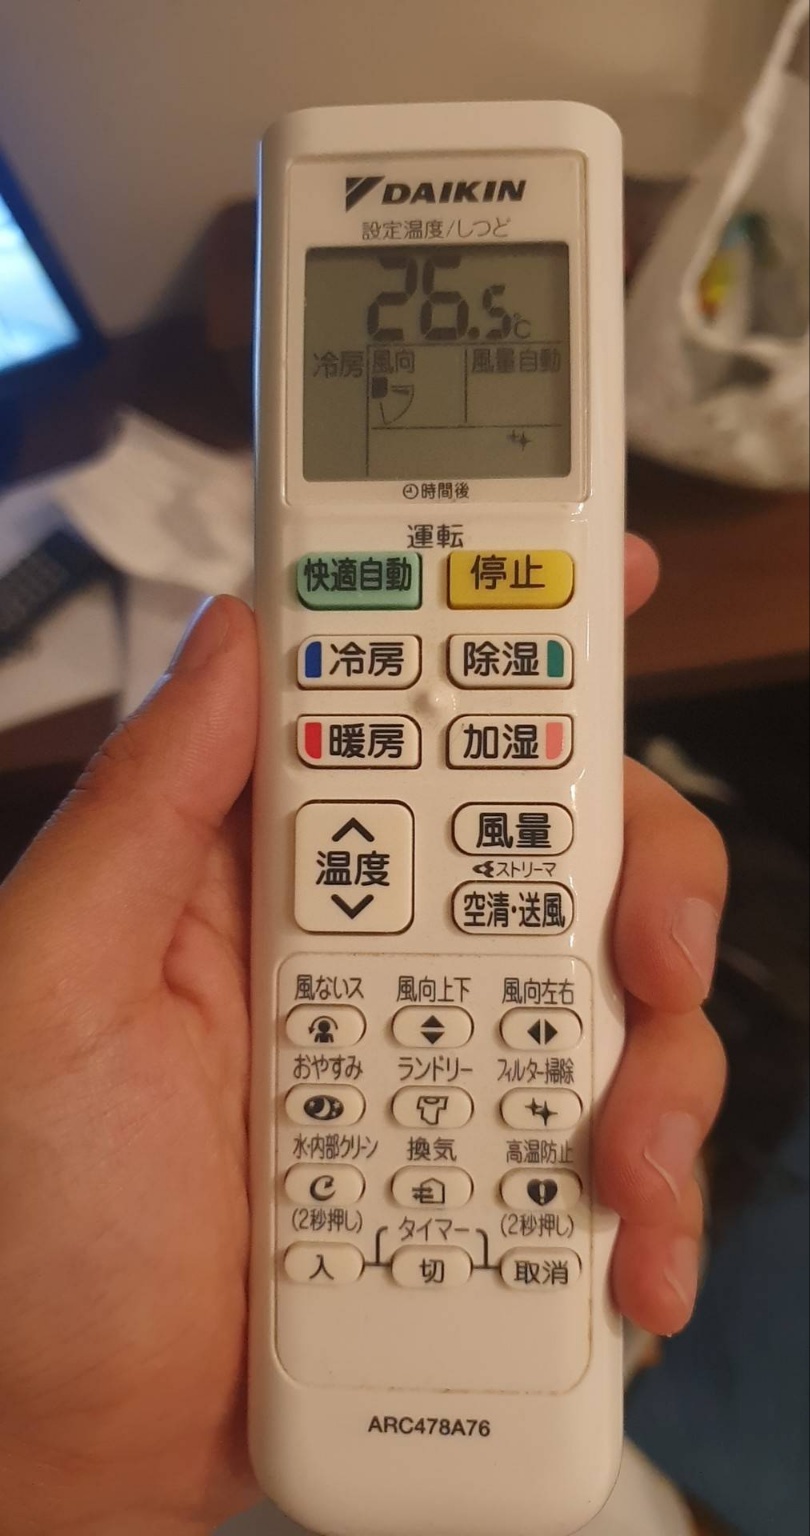 DAIKIN
設定温度/しつど
26.5℃
冷房 風向 風量自動
時間後
運転
快適自動 停止
冷房 除湿
暖房 加湿
温度 風量
ストリーマ
空清・送風
風ないス 風向上下 風向左右
おやすみ ランドリー フィルター掃除
水・内部クリーン 換気 高温防止
(2秒押し) タイマー (2秒押し)
入 切 取消
ARC478A76